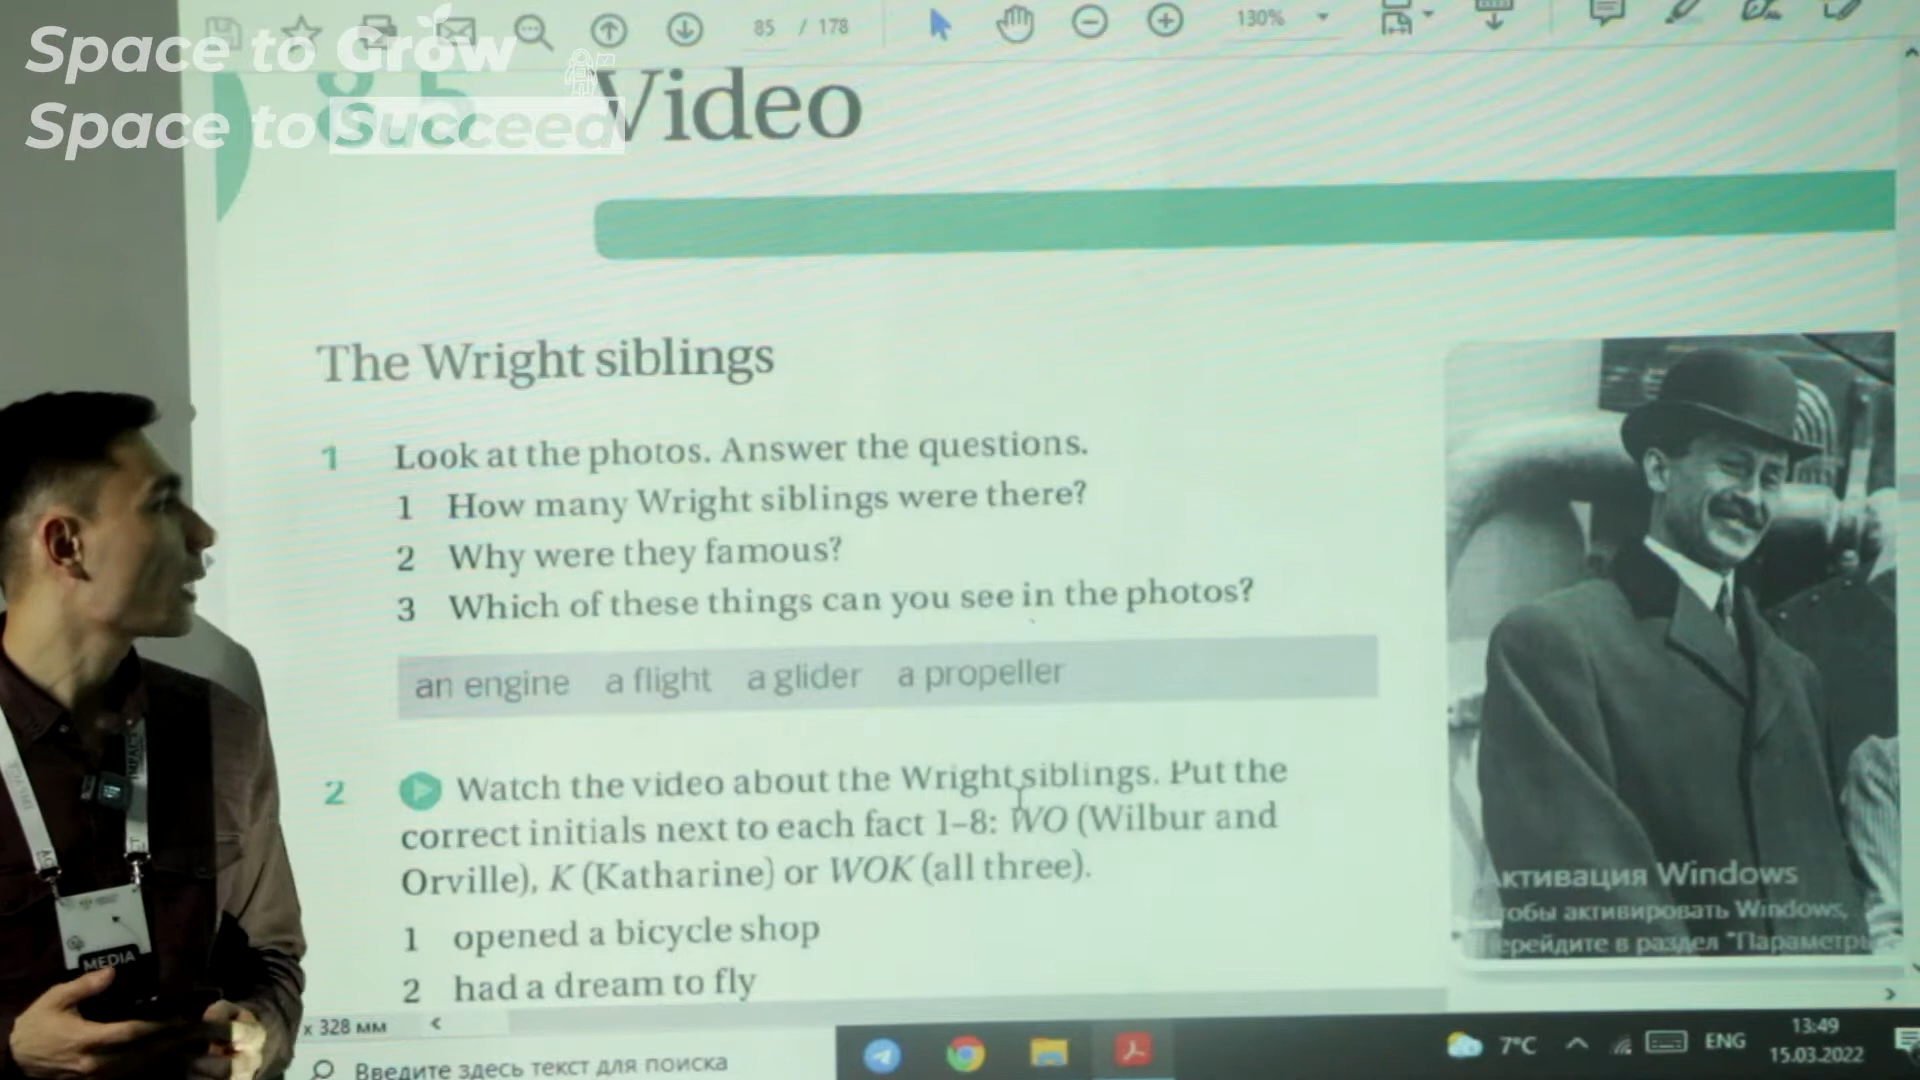 Space to Grow
Space to Succeed
85 / 178
130%
8.5 Video
The Wright siblings
1 Look at the photos. Answer the questions.
1 How many Wright siblings were there?
2 Why were they famous?
3 Which of these things can you see in the photos?
an engine a flight a glider a propeller
2 Watch the video about the Wright siblings. Put the
correct initials next to each fact 1–8: WO (Wilbur and
Orville), K (Katharine) or WOK (all three).
1 opened a bicycle shop
2 had a dream to fly
Активация Windows
чтобы активировать Windows,
перейдите в раздел "Параметры
MEDIA
x 328 мм
Введите здесь текст для поиска
7°C
ENG
13:49
15.03.2022